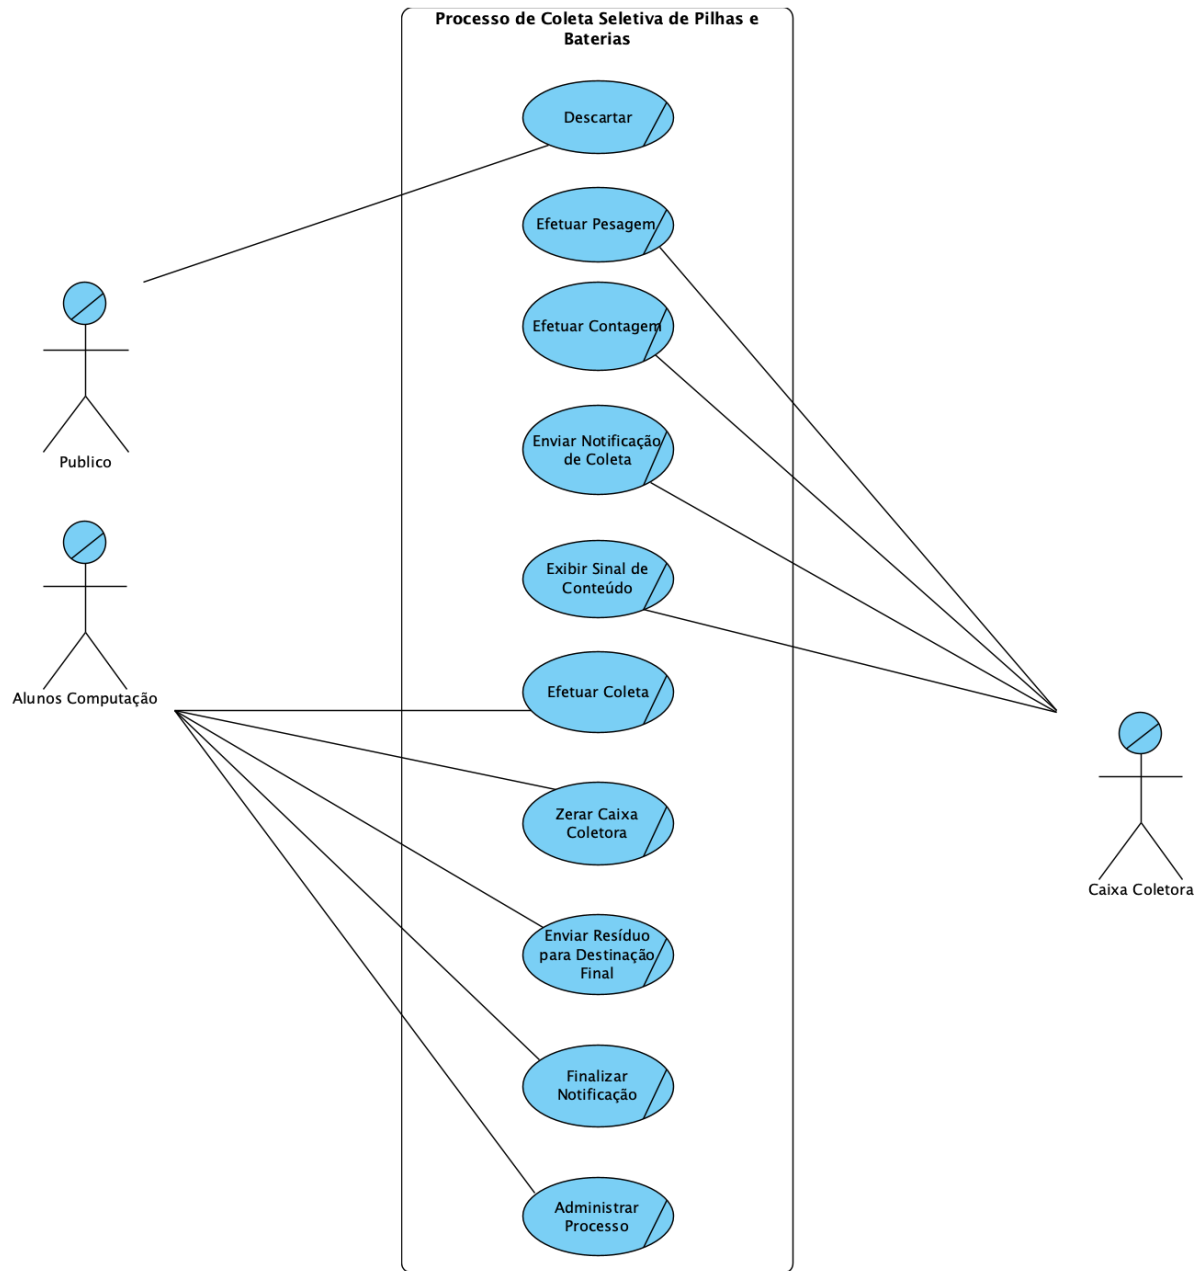 Processo de Coleta Seletiva de Pilhas e
Baterias
Descartar
Efetuar Pesagem
Efetuar Contagem
Publico
Enviar Notificação
de Coleta
Exibir Sinal de
Conteúdo
Alunos Computação
Efetuar Coleta
Zerar Caixa
Coletora
Caixa Coletora
Enviar Resíduo
para Destinação
Final
Finalizar
Notificação
Administrar
Processo